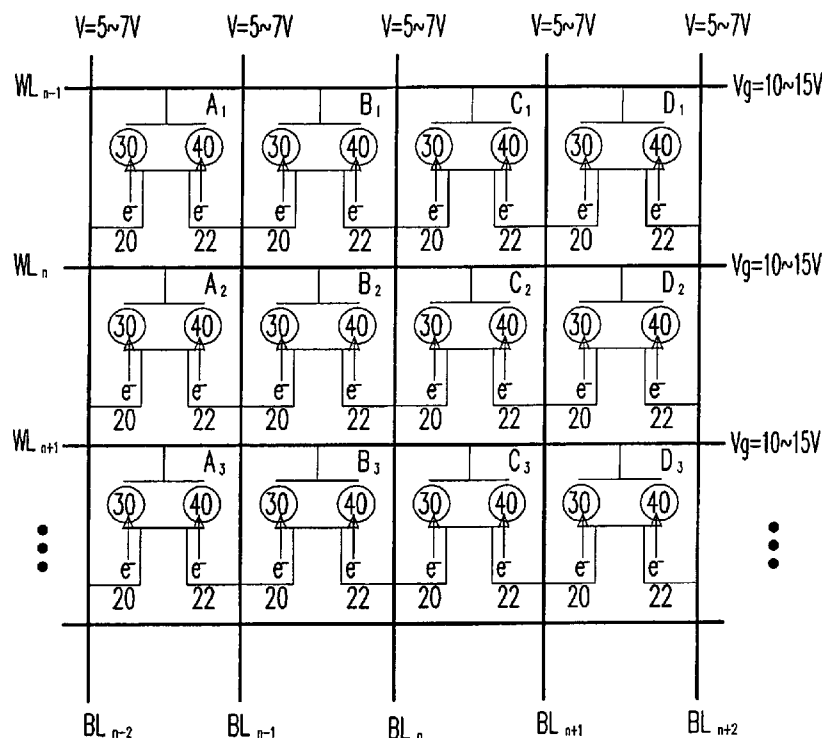 V=5~7V V=5~7V V=5~7V V=5~7V V=5~7V
WL n-1 Vg=10~15V
A1 B1 C1 D1
30 40 30 40 30 40 30 40
e- e- e- e- e- e- e- e-
20 22 20 22 20 22 20 22
WL n Vg=10~15V
A2 B2 C2 D2
30 40 30 40 30 40 30 40
e- e- e- e- e- e- e- e-
20 22 20 22 20 22 20 22
WL n+1 Vg=10~15V
A3 B3 C3 D3
30 40 30 40 30 40 30 40
e- e- e- e- e- e- e- e-
20 22 20 22 20 22 20 22
BL n-2 BL n-1 BL n BL n+1 BL n+2